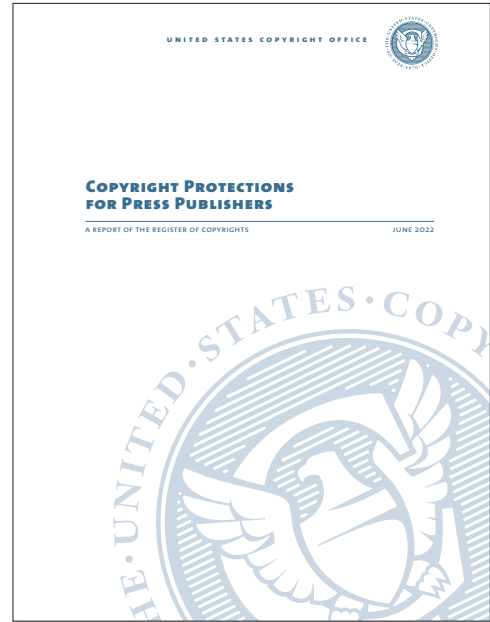 UNITED STATES COPYRIGHT OFFICE
COPYRIGHT PROTECTIONS
FOR PRESS PUBLISHERS
A REPORT OF THE REGISTER OF COPYRIGHTS
JUNE 2022
HE·UNITED·STATES·COPY